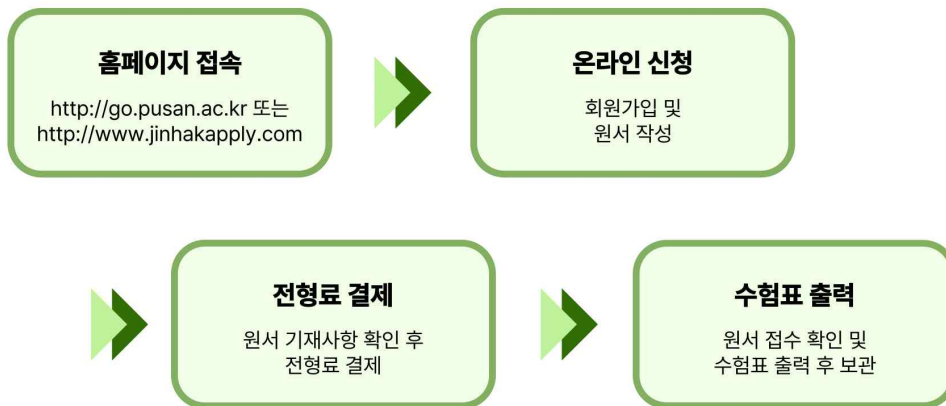 홈페이지 접속
http://go.pusan.ac.kr 또는
http://www.jinhakapply.com
온라인 신청
회원가입 및
원서 작성
전형료 결제
원서 기재사항 확인 후
전형료 결제
수험표 출력
원서 접수 확인 및
수험표 출력 후 보관